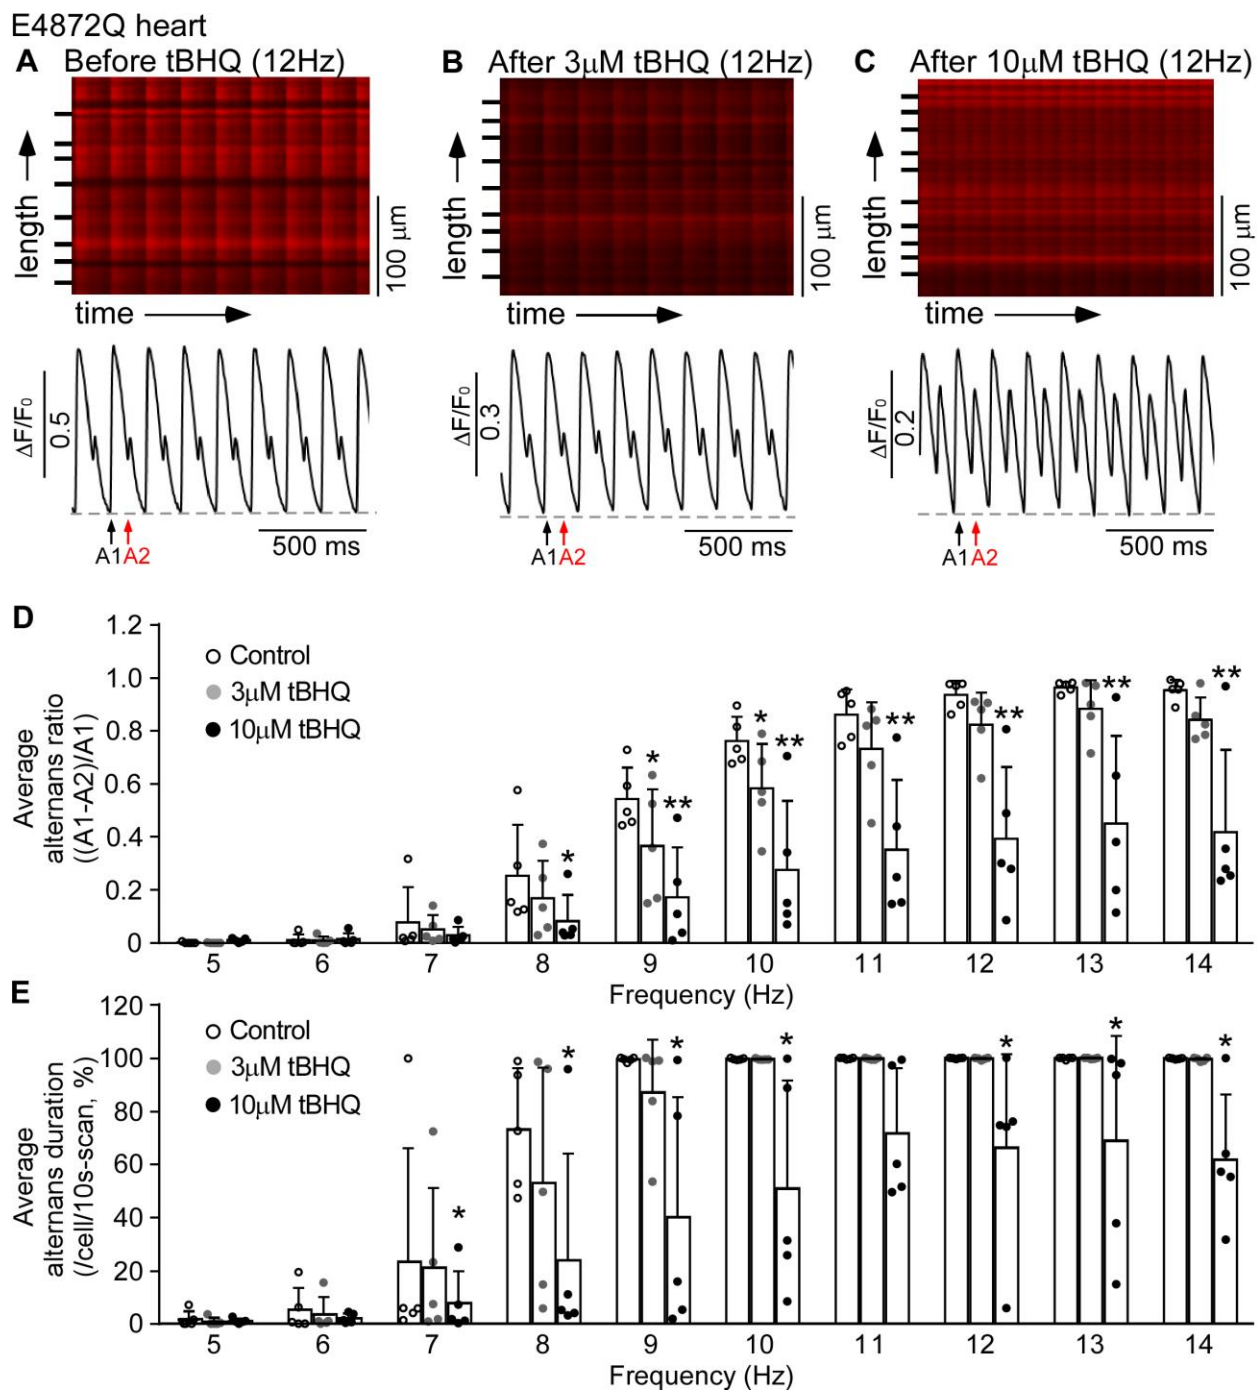 E4872Q heart
A Before tBHQ (12Hz)
B After 3μM tBHQ (12Hz)
C After 10μM tBHQ (12Hz)
length
100 μm
length
100 μm
length
100 μm
time
time
time
ΔF/F₀
0.5
ΔF/F₀
0.3
ΔF/F₀
0.2
A1 A2
500 ms
A1 A2
500 ms
A1 A2
500 ms
D
Average
alternans ratio
((A1-A2)/A1)
1.2
1.0
0.8
0.6
0.4
0.2
0
Control
3μM tBHQ
10μM tBHQ
* * ** * ** ** ** ** **
5 6 7 8 9 10 11 12 13 14
Frequency (Hz)
E
Average
alternans duration
(/cell/10s-scan, %)
120
100
80
60
40
20
0
Control
3μM tBHQ
10μM tBHQ
* * * * * * *
5 6 7 8 9 10 11 12 13 14
Frequency (Hz)